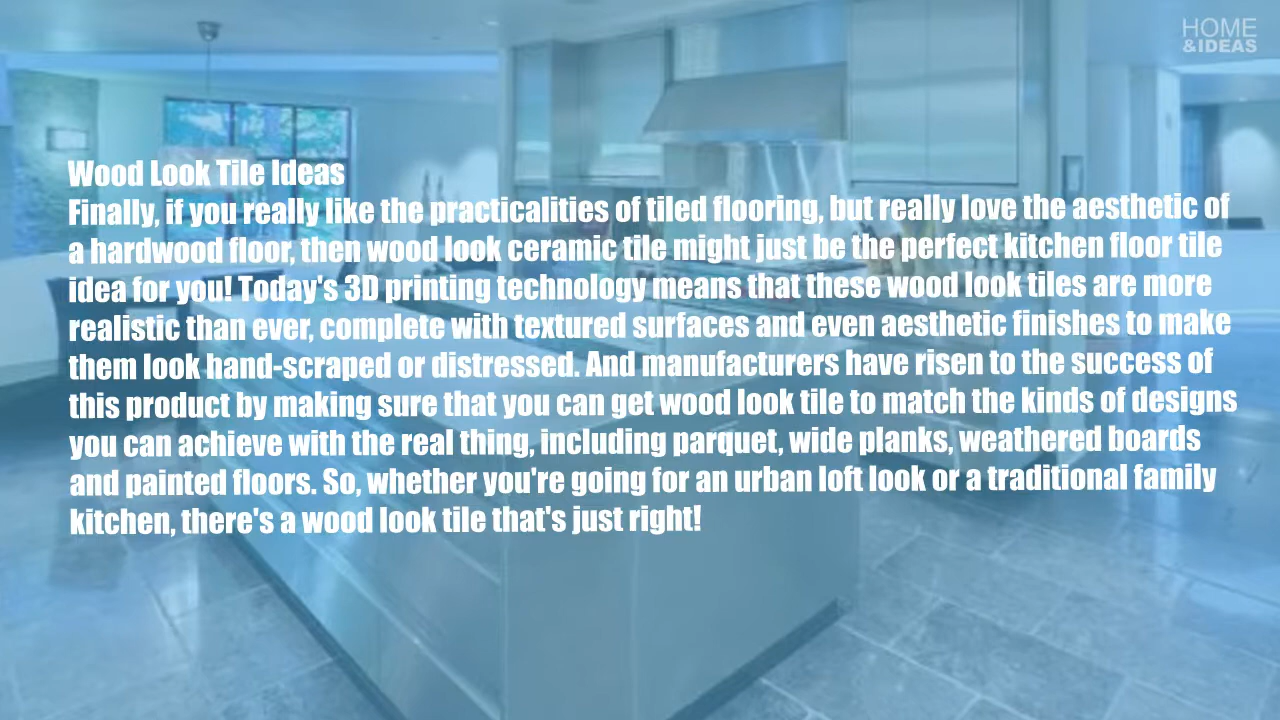 HOME
&IDEAS
Wood Look Tile Ideas
Finally, if you really like the practicalities of tiled flooring, but really love the aesthetic of
a hardwood floor, then wood look ceramic tile might just be the perfect kitchen floor tile
idea for you! Today's 3D printing technology means that these wood look tiles are more
realistic than ever, complete with textured surfaces and even aesthetic finishes to make
them look hand-scraped or distressed. And manufacturers have risen to the success of
this product by making sure that you can get wood look tile to match the kinds of designs
you can achieve with the real thing, including parquet, wide planks, weathered boards
and painted floors. So, whether you're going for an urban loft look or a traditional family
kitchen, there's a wood look tile that's just right!